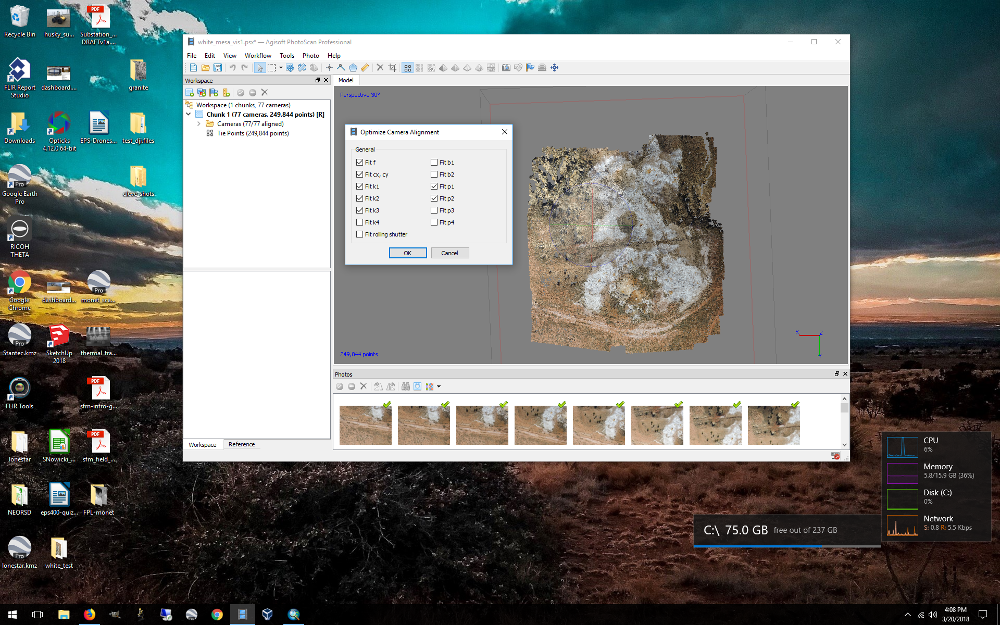 Recycle Bin
husky_su...
Substation_...
DRAFTv1a....
FLIR Report
Studio
dashboard....
granite
Downloads
Opticks
4.12.0 64-bit
EPS-Drones...
test_dji.files
Google Earth
Pro
cleve_shots
RICOH
THETA
Google
Chrome
dashboard...
monet_sca...
Stantec.kmz
SketchUp
2018
thermal_tra...
FLIR Tools
sfm-intro-g...
lonestar
SNowicki_...
sfm_field_...
NEORSD
eps400-quiz...
FPL-monet
lonestar.kmz
white_test
PDF
PDF
PDF
Pro
Pro
Pro
Pro
white_mesa_vis1.psx* — Agisoft PhotoScan Professional
File Edit View Workflow Tools Photo Help
Workspace
Workspace (1 chunks, 77 cameras)
Chunk 1 (77 cameras, 249,844 points) [R]
Cameras (77/77 aligned)
Tie Points (249,844 points)
Workspace Reference
Model
Perspective 30°
249,844 points
X
Z
Y
Optimize Camera Alignment
General
Fit f
Fit b1
Fit cx, cy
Fit b2
Fit k1
Fit p1
Fit k2
Fit p2
Fit k3
Fit p3
Fit k4
Fit p4
Fit rolling shutter
OK Cancel
Photos
CPU
6%
Memory
5.8/15.9 GB (36%)
Disk (C:)
0%
Network
S: 0.8 R: 5.5 Kbps
C:\ 75.0 GB free out of 237 GB
4:08 PM
3/20/2018